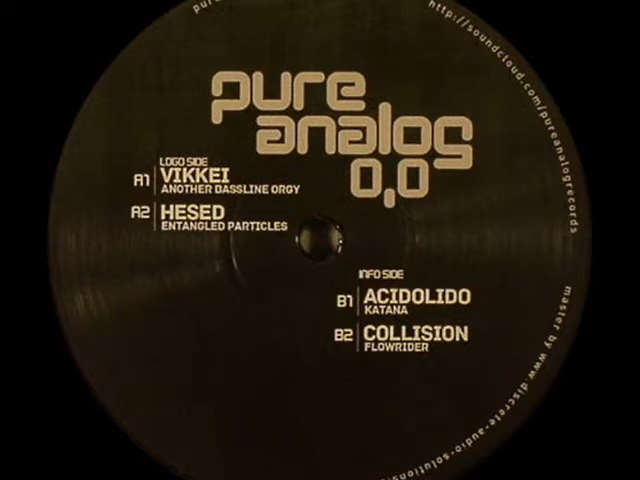 pure
analog
0,0
LOGO SIDE
A1 VIKKEI
ANOTHER BASSLINE ORGY
A2 HESED
ENTANGLED PARTICLES
INFO SIDE
B1 ACIDOLIDO
KATANA
B2 COLLISION
FLOWRIDER
http://soundcloud.com/pureanalogrecords
master by www.discrete-audio-solutions